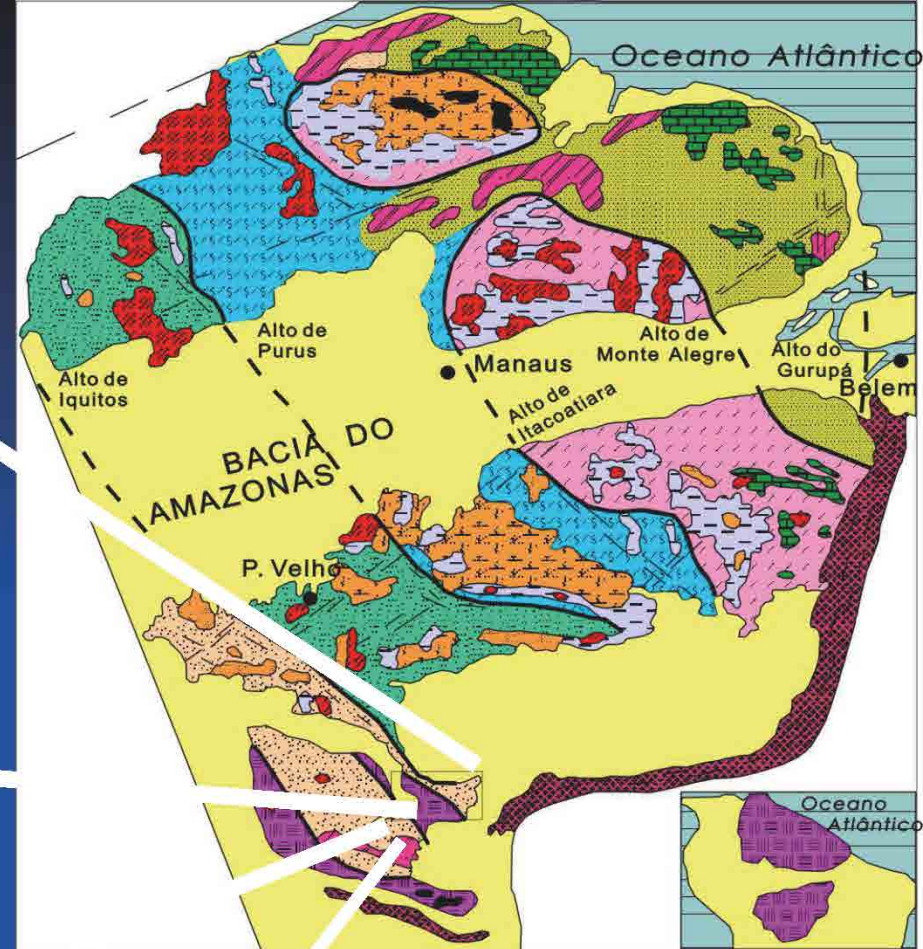 Oceano Atlântico
Alto de
Purus
Alto de
Iquitos
Manaus
Alto de
Monte Alegre
Alto do
Gurupá
Belem
Alto de
Itacoatiara
BACIA DO
AMAZONAS
P. Velho
Oceano
Atlântico